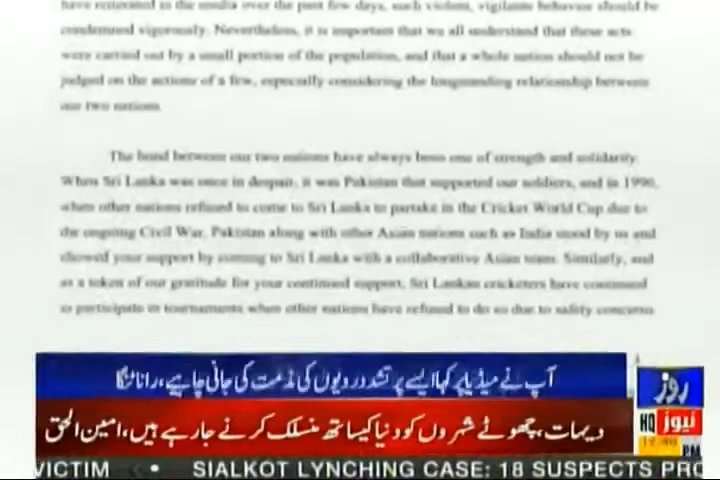 have reiterated to the media over the past few days, such violent, vigilante behavior should be
condemned vigorously. Nevertheless, it is important that we all understand that these acts
were carried out by a small portion of the population, and that a whole nation should not be
judged on the actions of a few, especially considering the longstanding relationship between
our two nations.
The bond between our two nations have always been one of strength and solidarity.
When Sri Lanka was once in despair, it was Pakistan that supported our soldiers, and in 1996,
when other nations refused to come to Sri Lanka to partake in the Cricket World Cup due to
the ongoing Civil War, Pakistan along with other Asian nations such as India stood by us and
showed your support by coming to Sri Lanka with a collaborative Asian team. Similarly, and
as a token of our gratitude for your continued support, Sri Lankan cricketers have continued
to participate in tournaments when other nations have refused to do so due to safety concerns
آپ نے میڈیا پر کہا ایسے پر تشدد رویوں کی مذمت کی جانی چاہیے، رانا ٹنگا
روز
دیہات، چھوٹے شہروں کو دنیا کیساتھ منسلک کرنے جا رہے ہیں، امین الحق
HQ نیوز
PM
VICTIM • SIALKOT LYNCHING CASE: 18 SUSPECTS PRO